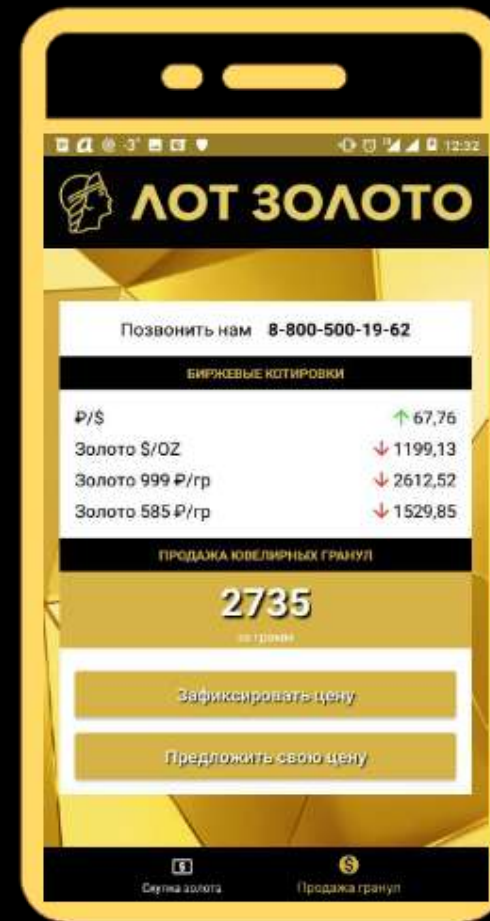 -3° 12:32
ЛОТ ЗОЛОТО
Позвонить нам 8-800-500-19-62
БИРЖЕВЫЕ КОТИРОВКИ
₽/$ ↑ 67,76
Золото $/OZ ↓ 1199,13
Золото 999 ₽/гр ↓ 2612,52
Золото 585 ₽/гр ↓ 1529,85
ПРОДАЖА ЮВЕЛИРНЫХ ГРАНУЛ
2735
за грамм
Зафиксировать цену
Предложить свою цену
Скупка золота Продажа гранул